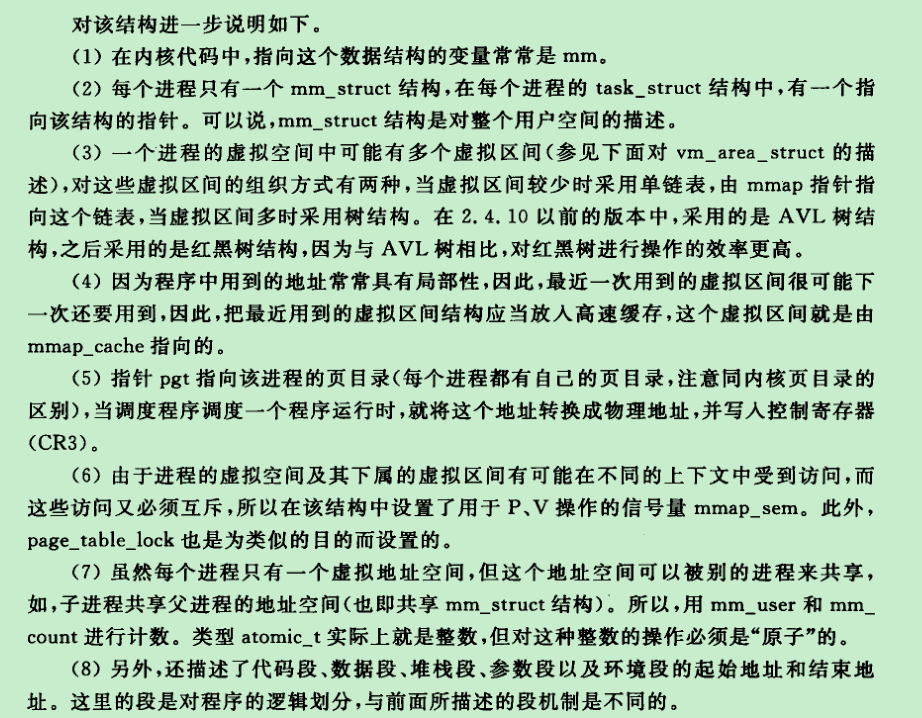 对该结构进一步说明如下。
(1) 在内核代码中,指向这个数据结构的变量常常是 mm。
(2) 每个进程只有一个 mm_struct 结构,在每个进程的 task_struct 结构中,有一个指
向该结构的指针。可以说,mm_struct 结构是对整个用户空间的描述。
(3) 一个进程的虚拟空间中可能有多个虚拟区间(参见下面对 vm_area_struct 的描
述),对这些虚拟区间的组织方式有两种,当虚拟区间较少时采用单链表,由 mmap 指针指
向这个链表,当虚拟区间多时采用树结构。在 2.4.10 以前的版本中,采用的是 AVL 树结
构,之后采用的是红黑树结构,因为与 AVL 树相比,对红黑树进行操作的效率更高。
(4) 因为程序中用到的地址常常具有局部性,因此,最近一次用到的虚拟区间很可能下
一次还要用到,因此,把最近用到的虚拟区间结构应当放入高速缓存,这个虚拟区间就是由
mmap_cache 指向的。
(5) 指针 pgt 指向该进程的页目录(每个进程都有自己的页目录,注意同内核页目录的
区别),当调度程序调度一个程序运行时,就将这个地址转换成物理地址,并写入控制寄存器
(CR3)。
(6) 由于进程的虚拟空间及其下属的虚拟区间有可能在不同的上下文中受到访问,而
这些访问又必须互斥,所以在该结构中设置了用于 P、V 操作的信号量 mmap_sem。此外,
page_table_lock 也是为类似的目的而设置的。
(7) 虽然每个进程只有一个虚拟地址空间,但这个地址空间可以被别的进程来共享,
如,子进程共享父进程的地址空间(也即共享 mm_struct 结构)。所以,用 mm_user 和 mm_
count 进行计数。类型 atomic_t 实际上就是整数,但对这种整数的操作必须是“原子”的。
(8) 另外,还描述了代码段、数据段、堆栈段、参数段以及环境段的起始地址和结束地
址。这里的段是对程序的逻辑划分,与前面所描述的段机制是不同的。